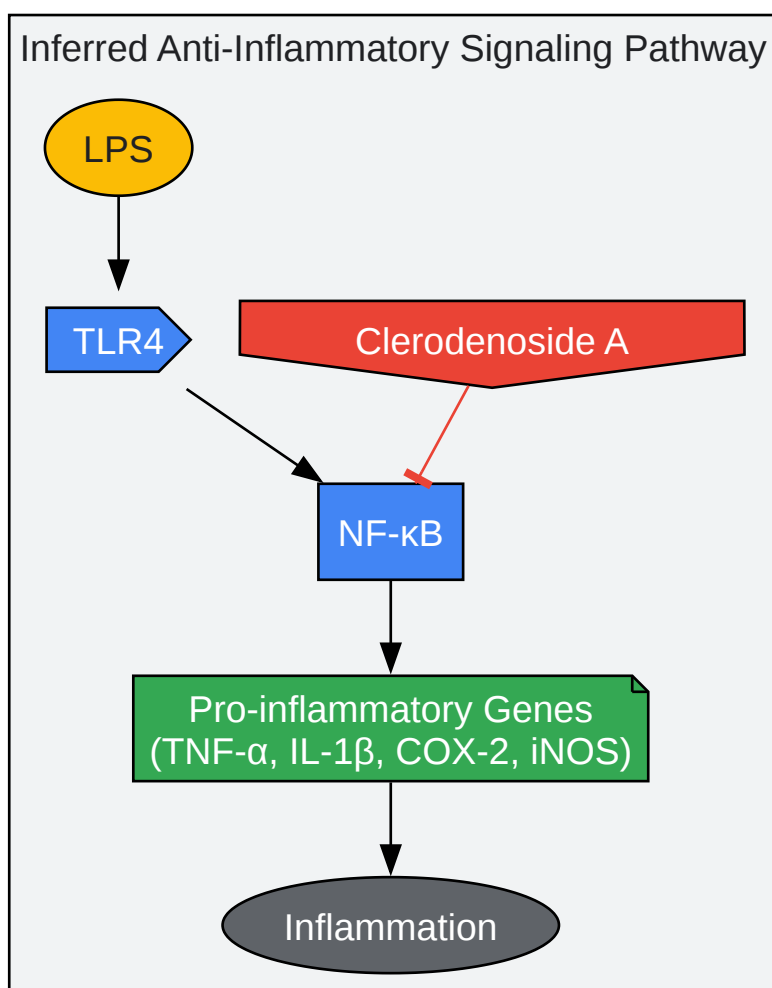 Inferred Anti-Inflammatory Signaling Pathway
LPS
TLR4
Clerodenoside A
NF-κB
Pro-inflammatory Genes
(TNF-α, IL-1β, COX-2, iNOS)
Inflammation